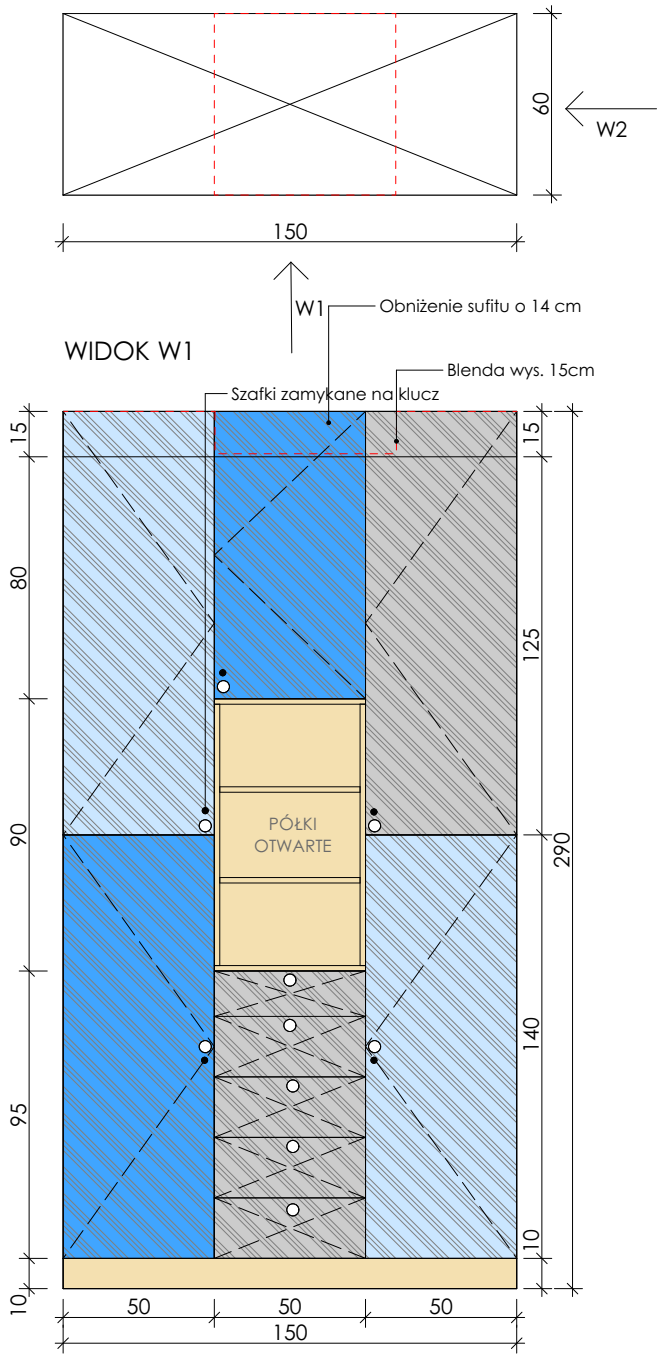 60
W2
150
W1
Obniżenie sufitu o 14 cm
WIDOK W1
Blenda wys. 15cm
Szafki zamykane na klucz
15
15
80
125
90
PÓŁKI
OTWARTE
290
140
95
10
10
50
50
50
150